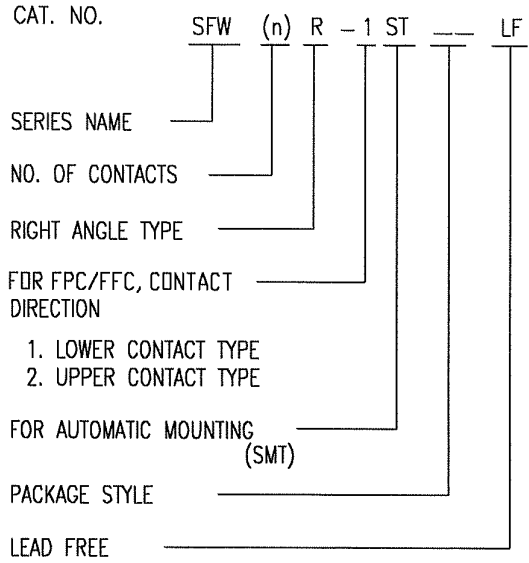 CAT. NO.
SFW (n) R - 1 ST __ LF
SERIES NAME
NO. OF CONTACTS
RIGHT ANGLE TYPE
FOR FPC/FFC, CONTACT
DIRECTION
1. LOWER CONTACT TYPE
2. UPPER CONTACT TYPE
FOR AUTOMATIC MOUNTING
(SMT)
PACKAGE STYLE
LEAD FREE